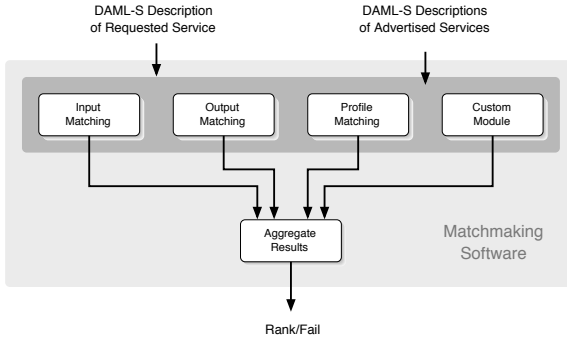 DAML-S Description
of Requested Service
DAML-S Descriptions
of Advertised Services
Input
Matching
Output
Matching
Profile
Matching
Custom
Module
Aggregate
Results
Matchmaking
Software
Rank/Fail